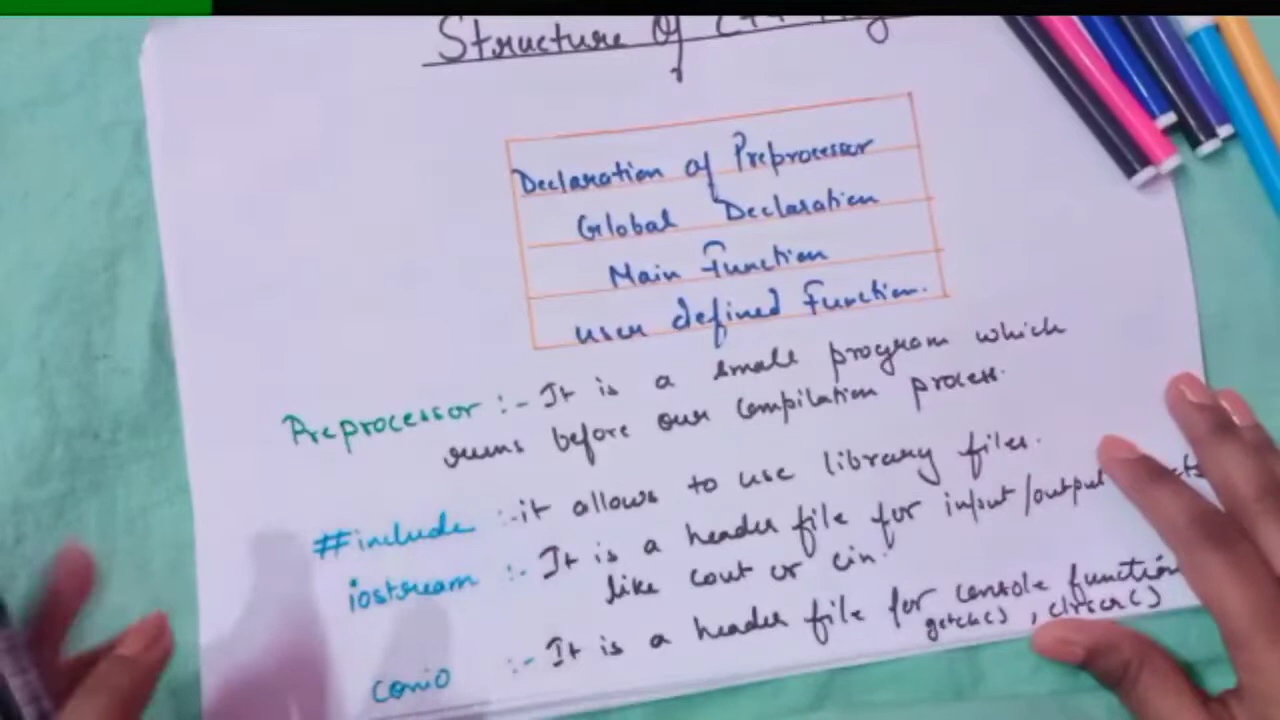 Structure Of C++
Declaration of Preprocessor
Global Declaration
Main Function
user defined Function.
Preprocessor :- It is a small program which
runs before our compilation process.
#include :- it allows to use library files.
iostream :- It is a header file for input/output
like cout or cin.
conio :- It is a header file for console function
getch() , clrscr()